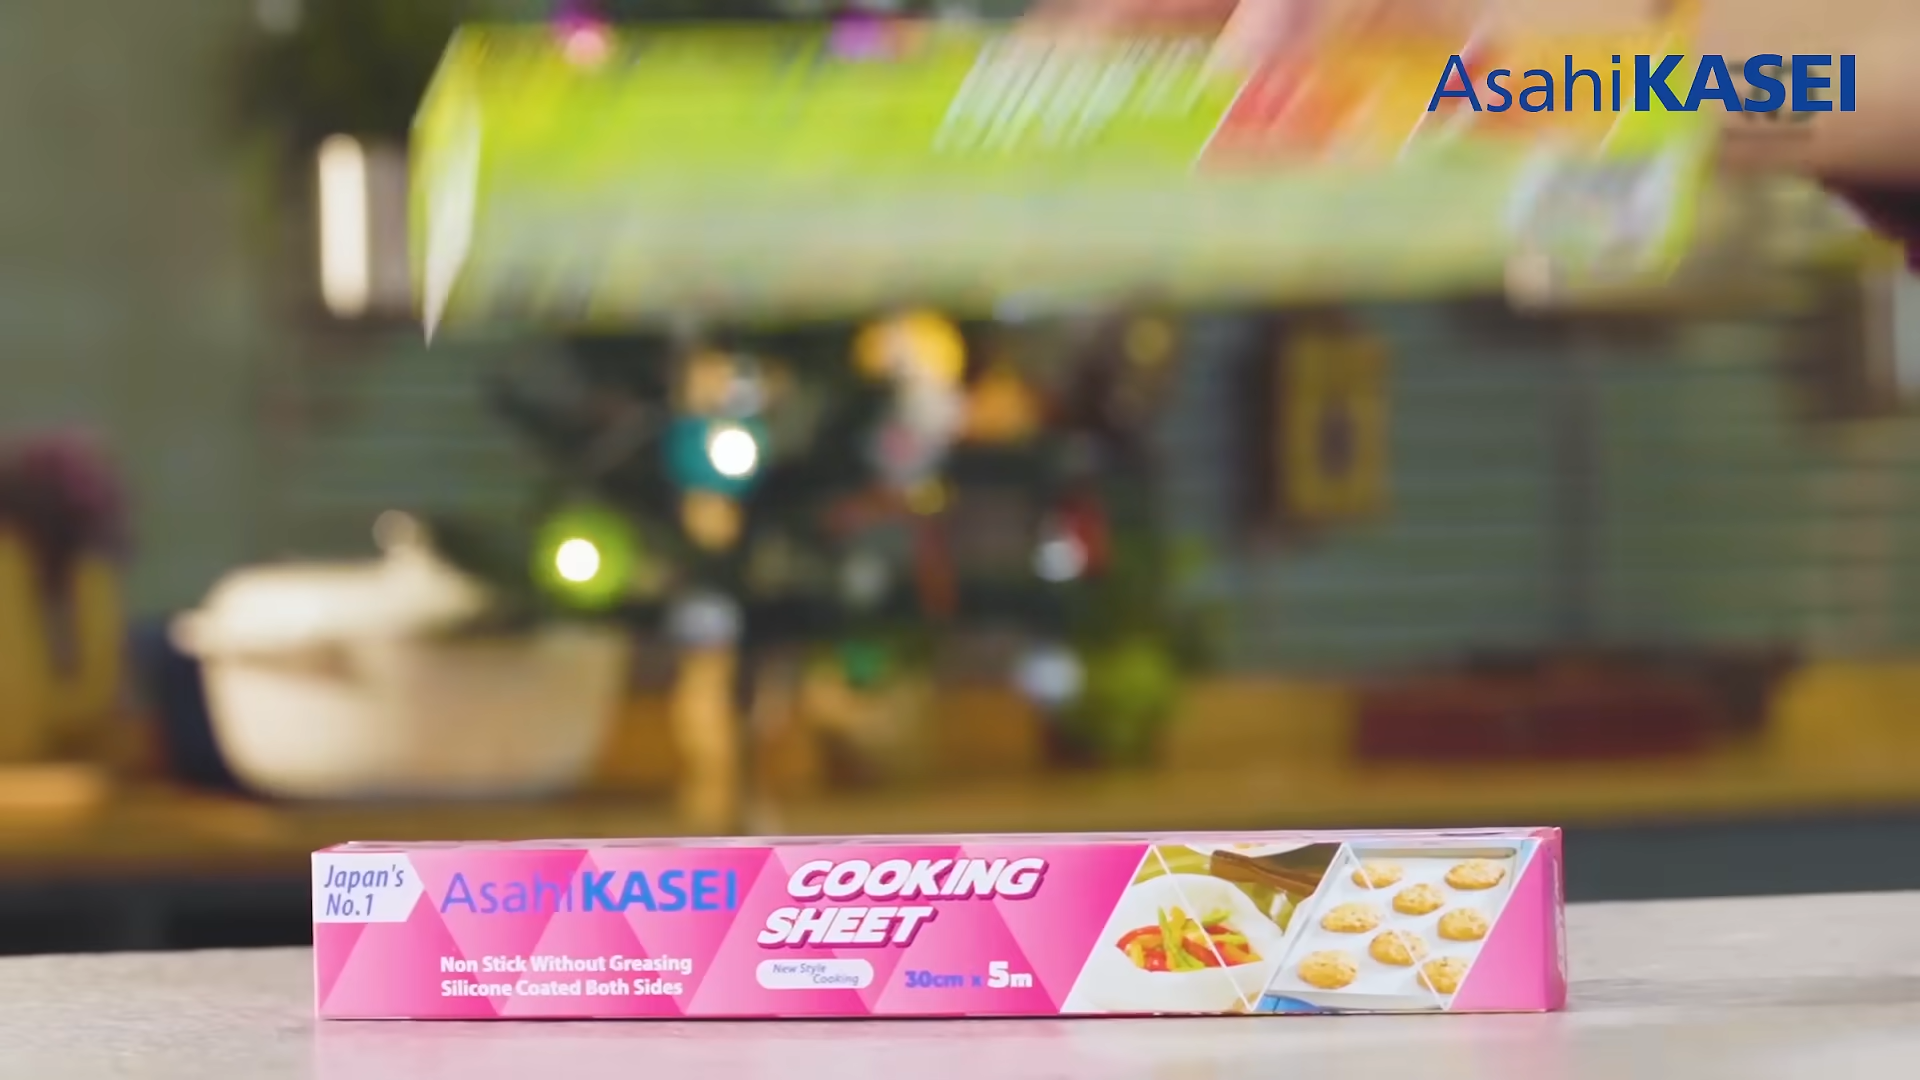 AsahiKASEI
Japan's
No.1
AsahiKASEI
Non Stick Without Greasing
Silicone Coated Both Sides
COOKING
SHEET
New Style
Cooking
30cm x 5m